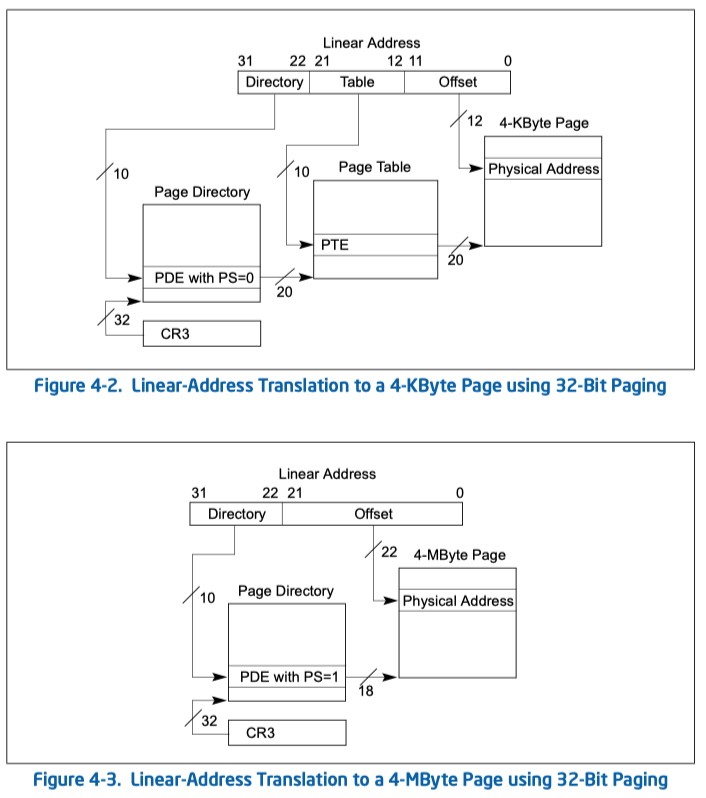 Linear Address
31 22 21 12 11 0
Directory Table Offset
12 4-KByte Page
10 10 Page Table Physical Address
Page Directory
PTE
PDE with PS=0 20 20
32
CR3
Figure 4-2. Linear-Address Translation to a 4-KByte Page using 32-Bit Paging
Linear Address
31 22 21 0
Directory Offset
22 4-MByte Page
10 Page Directory Physical Address
PDE with PS=1 18
32
CR3
Figure 4-3. Linear-Address Translation to a 4-MByte Page using 32-Bit Paging